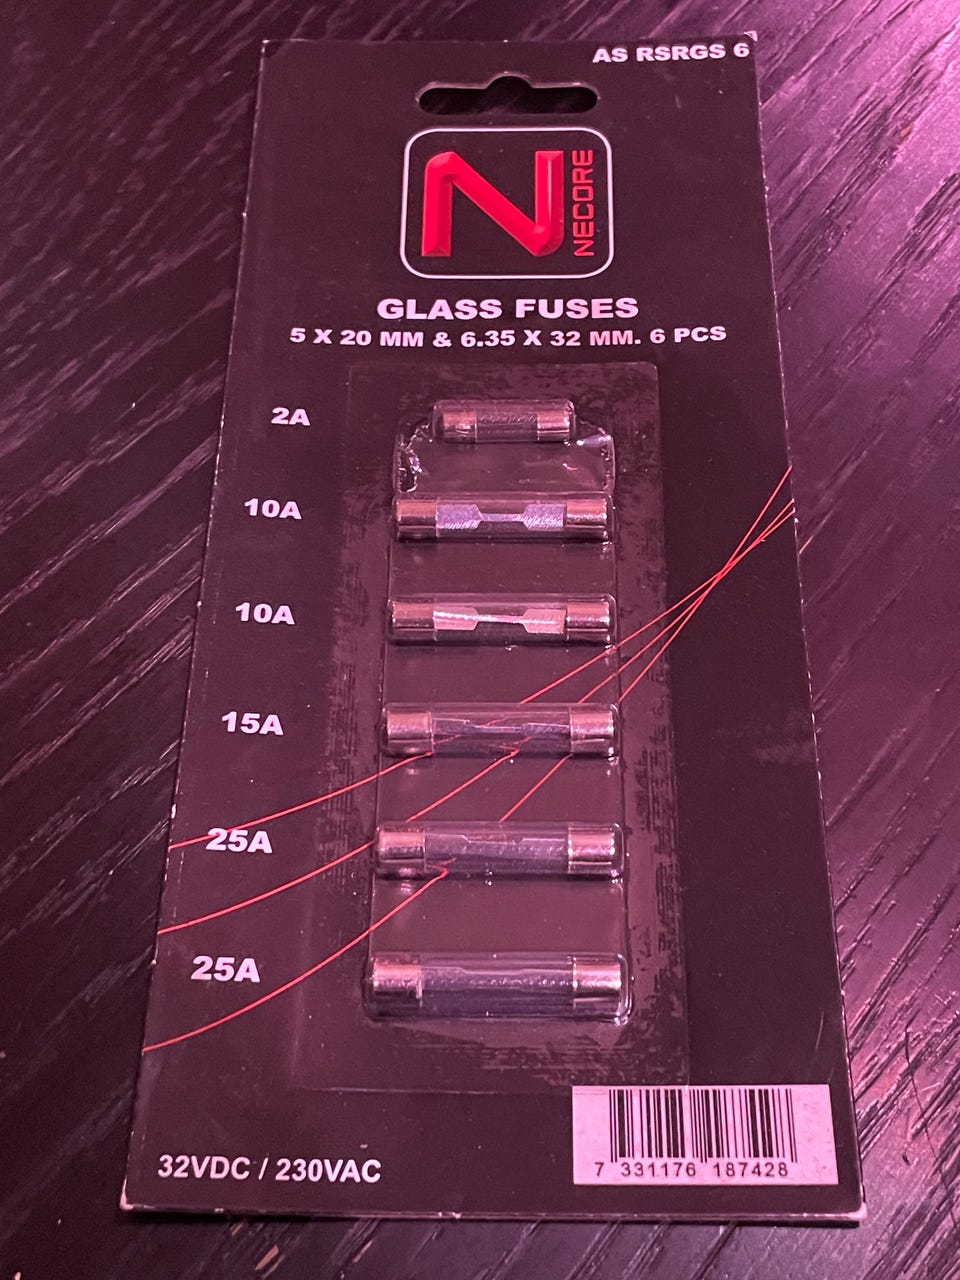 AS RSRGS 6
N
NECORE
GLASS FUSES
5 X 20 MM & 6.35 X 32 MM. 6 PCS
2A
10A
10A
15A
25A
25A
32VDC / 230VAC
7 331176 187428